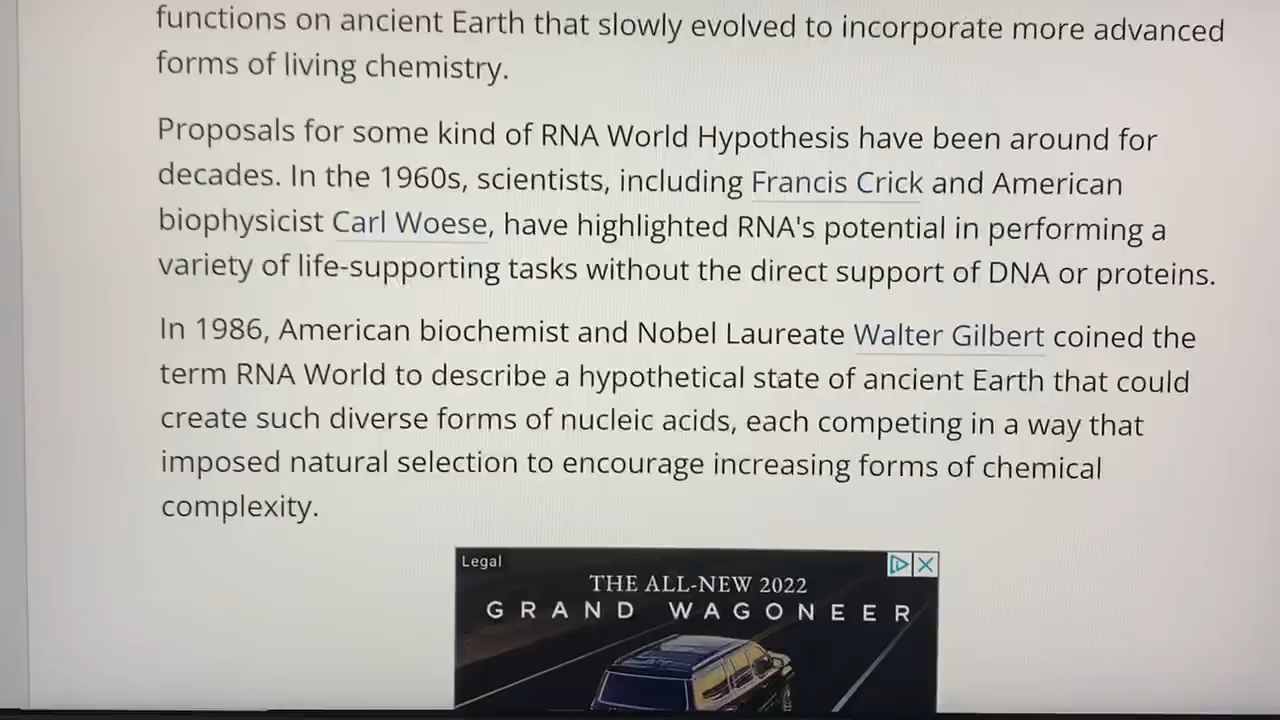 functions on ancient Earth that slowly evolved to incorporate more advanced
forms of living chemistry.
Proposals for some kind of RNA World Hypothesis have been around for
decades. In the 1960s, scientists, including Francis Crick and American
biophysicist Carl Woese, have highlighted RNA's potential in performing a
variety of life-supporting tasks without the direct support of DNA or proteins.
In 1986, American biochemist and Nobel Laureate Walter Gilbert coined the
term RNA World to describe a hypothetical state of ancient Earth that could
create such diverse forms of nucleic acids, each competing in a way that
imposed natural selection to encourage increasing forms of chemical
complexity.
Legal
THE ALL-NEW 2022
GRAND WAGONEER